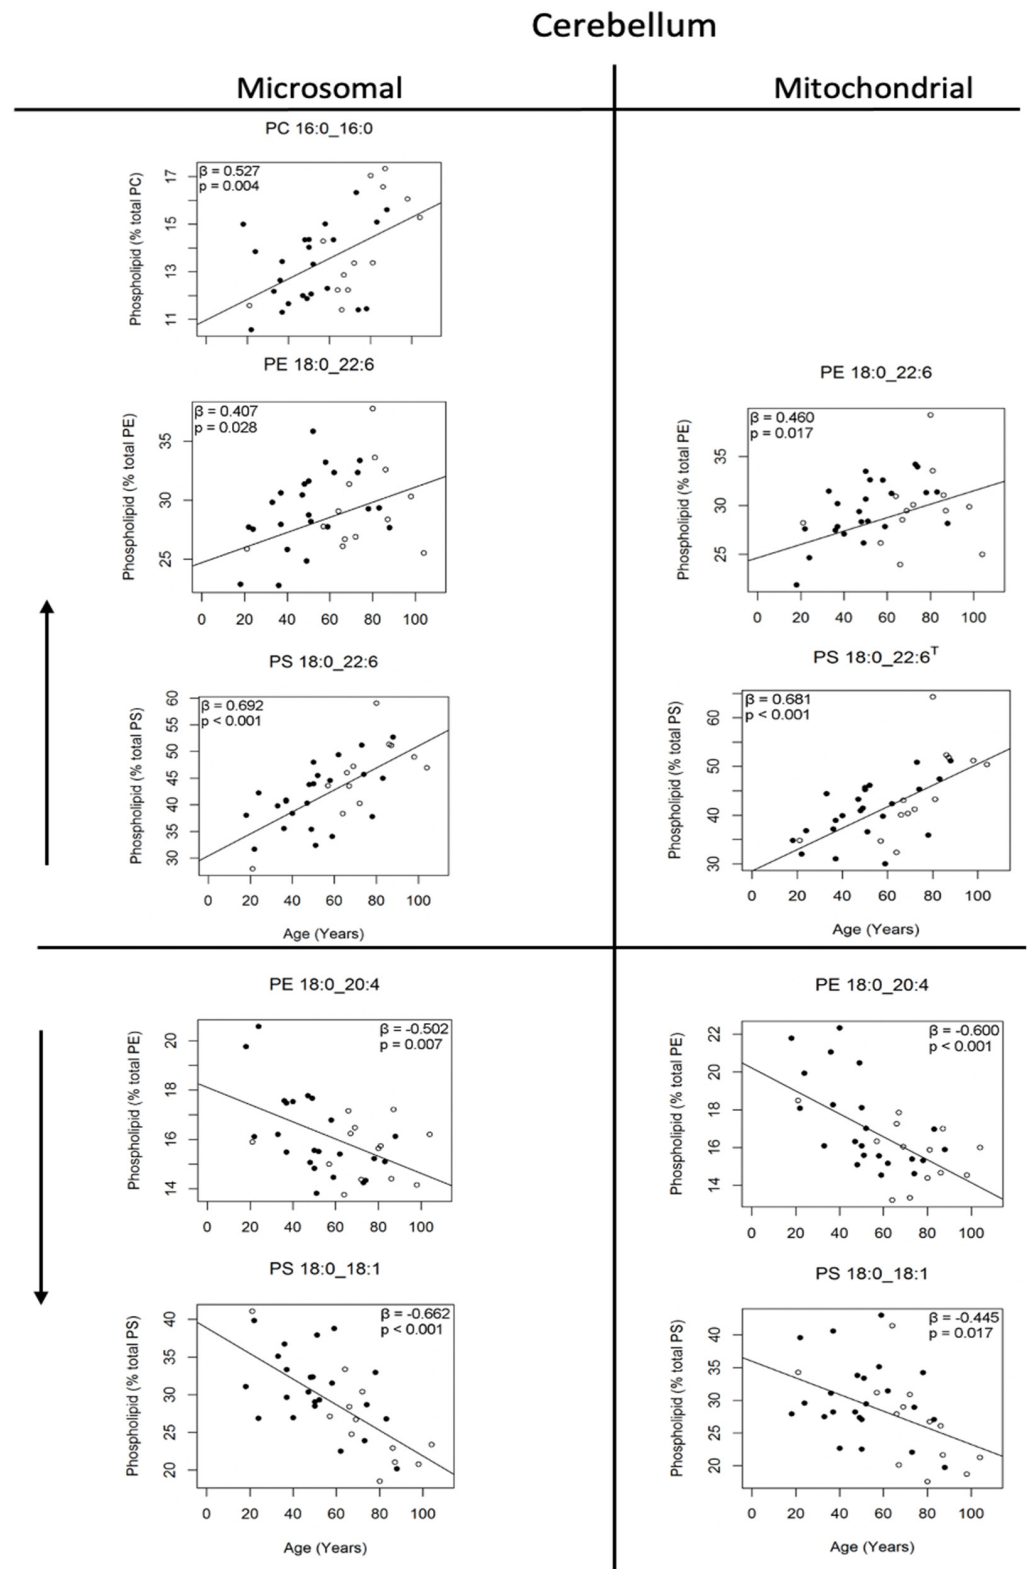 Cerebellum
Microsomal
Mitochondrial
PC 16:0_16:0
β = 0.527
p = 0.004
Phospholipid (% total PC)
17
15
13
11
PE 18:0_22:6
β = 0.407
p = 0.028
Phospholipid (% total PE)
35
30
25
0 20 40 60 80 100
PE 18:0_22:6
β = 0.460
p = 0.017
Phospholipid (% total PE)
35
30
25
0 20 40 60 80 100
PS 18:0_22:6
β = 0.692
p < 0.001
Phospholipid (% total PS)
60
55
50
45
40
35
30
0 20 40 60 80 100
Age (Years)
PS 18:0_22:6ᵀ
β = 0.681
p < 0.001
Phospholipid (% total PS)
60
50
40
30
0 20 40 60 80 100
Age (Years)
PE 18:0_20:4
β = -0.502
p = 0.007
Phospholipid (% total PE)
20
18
16
14
0 20 40 60 80 100
PE 18:0_20:4
β = -0.600
p < 0.001
Phospholipid (% total PE)
22
20
18
16
14
0 20 40 60 80 100
PS 18:0_18:1
β = -0.662
p < 0.001
Phospholipid (% total PS)
40
35
30
25
20
0 20 40 60 80 100
Age (Years)
PS 18:0_18:1
β = -0.445
p = 0.017
Phospholipid (% total PS)
40
35
30
25
20
0 20 40 60 80 100
Age (Years)